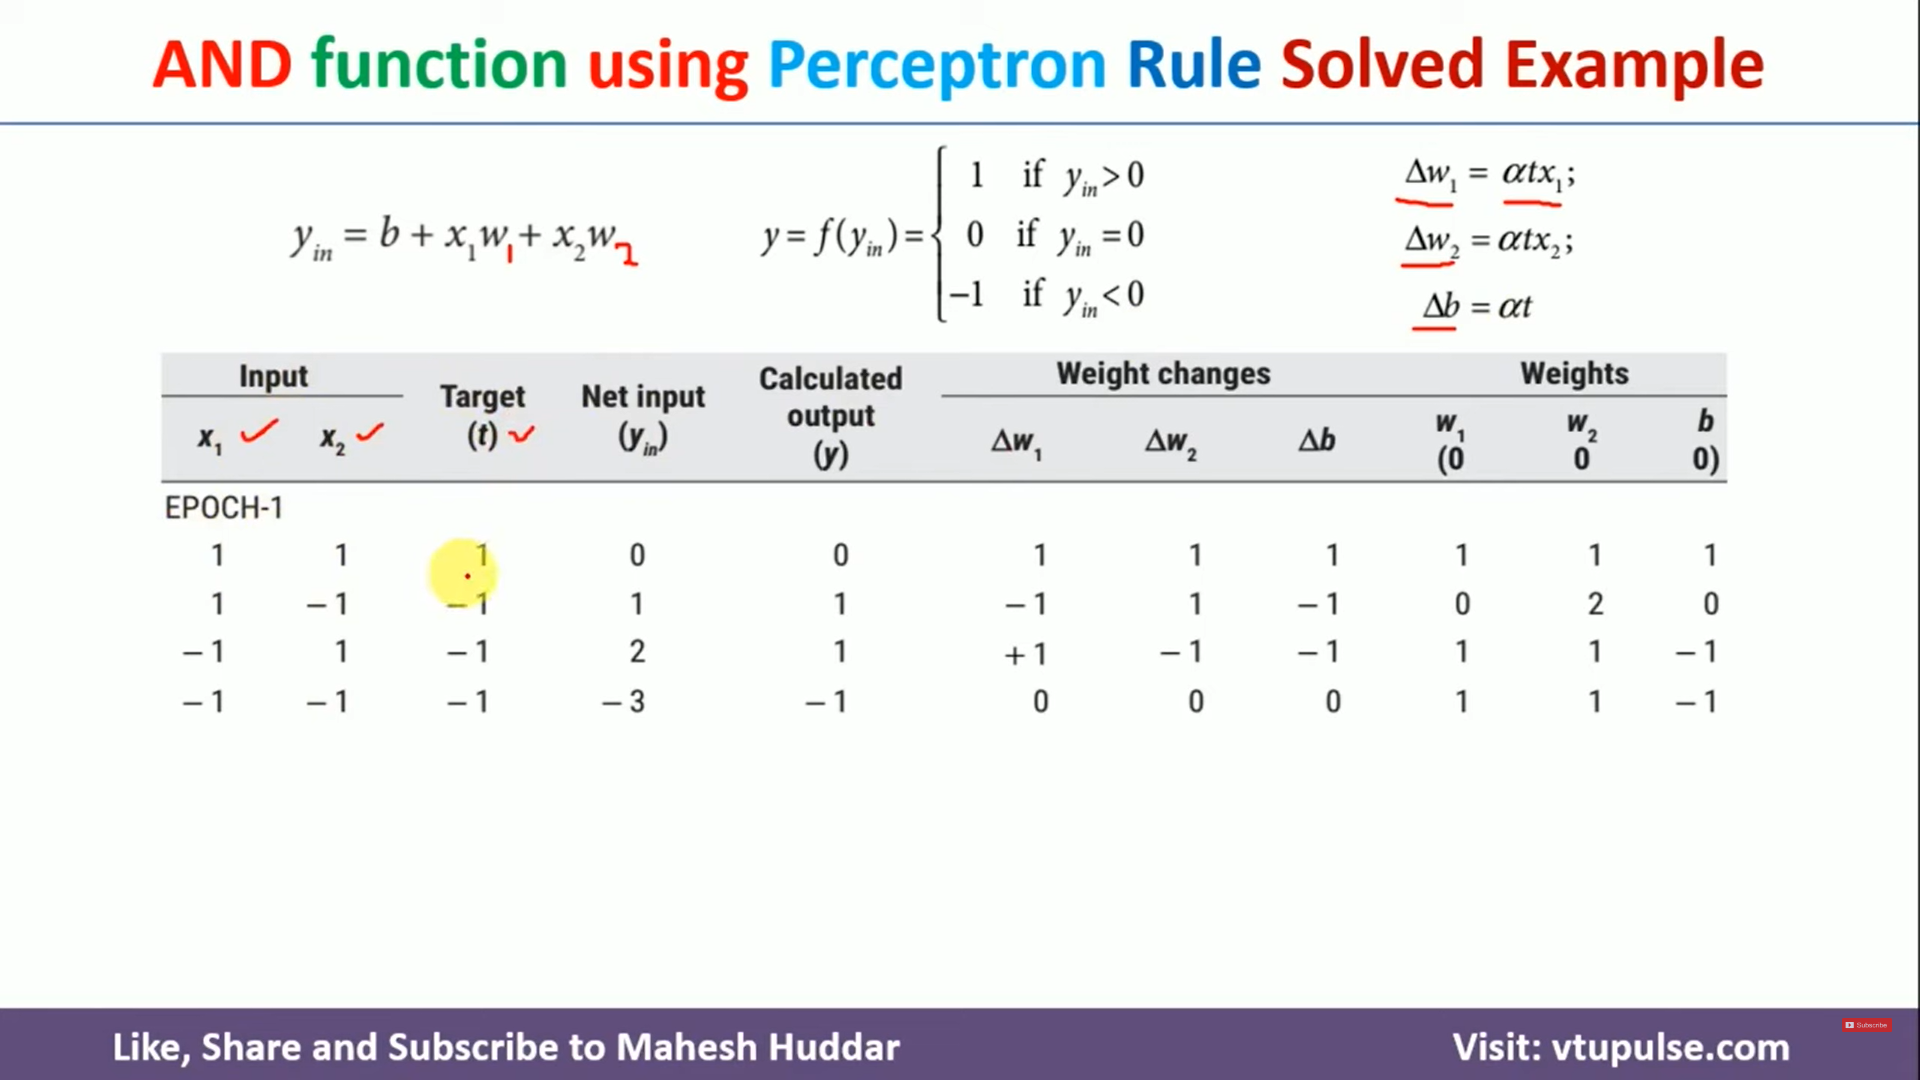 AND function using Perceptron Rule Solved Example
y_in = b + x₁w₁ + x₂w₂
y = f(y_in) = { 1 if y_in > 0
0 if y_in = 0
−1 if y_in < 0
Δw₁ = αtx₁;
Δw₂ = αtx₂;
Δb = αt
Input Target (t) Net input (y_in) Calculated output (y) Weight changes Weights
x₁ x₂ Δw₁ Δw₂ Δb w₁ w₂ b
(0 0 0)
EPOCH-1
1 1 1 0 0 1 1 1 1 1 1
1 −1 −1 1 1 −1 1 −1 0 2 0
−1 1 −1 2 1 +1 −1 −1 1 1 −1
−1 −1 −1 −3 −1 0 0 0 1 1 −1
Like, Share and Subscribe to Mahesh Huddar
Visit: vtupulse.com
Subscribe